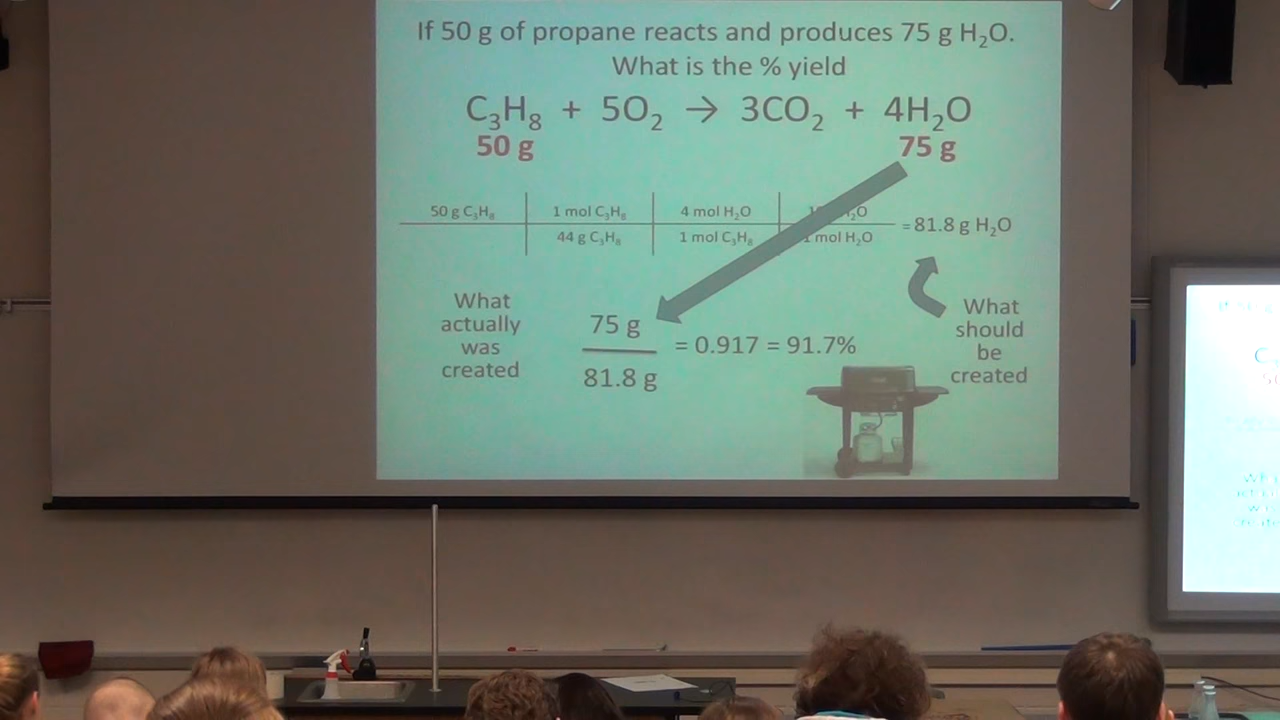 If 50 g of propane reacts and produces 75 g H₂O.
What is the % yield
C₃H₈ + 5O₂ → 3CO₂ + 4H₂O
50 g 75 g
50 g C₃H₈ 1 mol C₃H₈ 4 mol H₂O
44 g C₃H₈ 1 mol C₃H₈ 1 mol H₂O
= 81.8 g H₂O
What
actually
was
created
75 g
81.8 g
= 0.917 = 91.7%
What
should
be
created